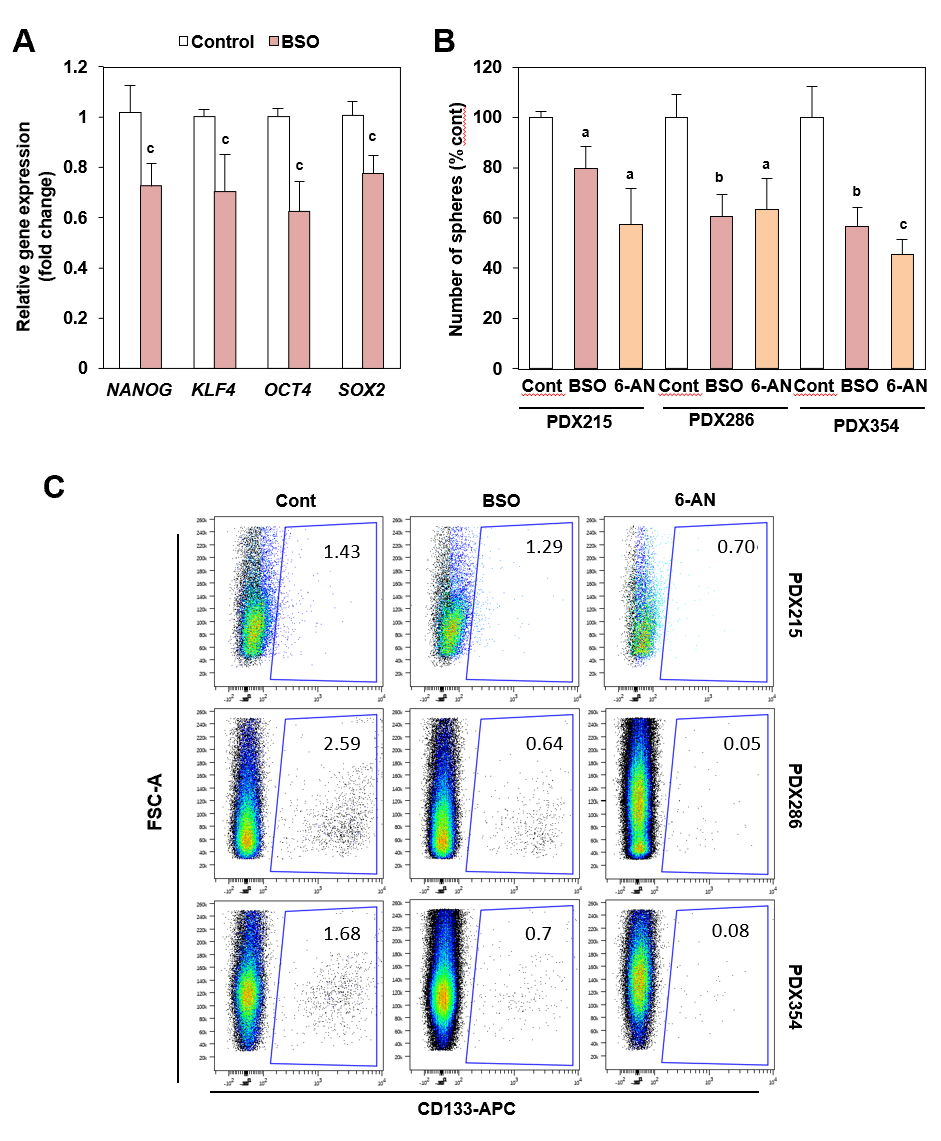 A
Control BSO
Relative gene expression
(fold change)
1.2
1
0.8
0.6
0.4
0.2
0
c c c c
NANOG KLF4 OCT4 SOX2
B
Number of spheres (% cont)
120
100
80
60
40
20
0
a a b a b c
Cont BSO 6-AN Cont BSO 6-AN Cont BSO 6-AN
PDX215 PDX286 PDX354
C
Cont BSO 6-AN
FSC-A
1.43 1.29 0.70
PDX215
2.59 0.64 0.05
PDX286
1.68 0.7 0.08
PDX354
CD133-APC